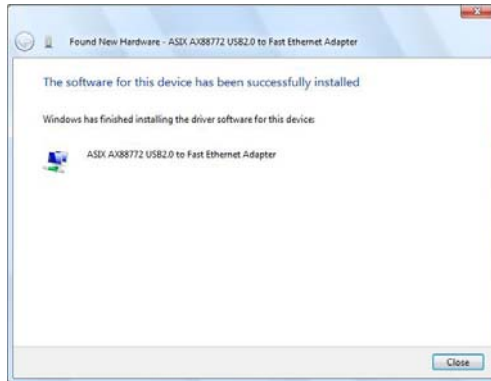 Found New Hardware - ASIX AX88772 USB2.0 to Fast Ethernet Adapter
The software for this device has been successfully installed
Windows has finished installing the driver software for this device:
ASIX AX88772 USB2.0 to Fast Ethernet Adapter
Close